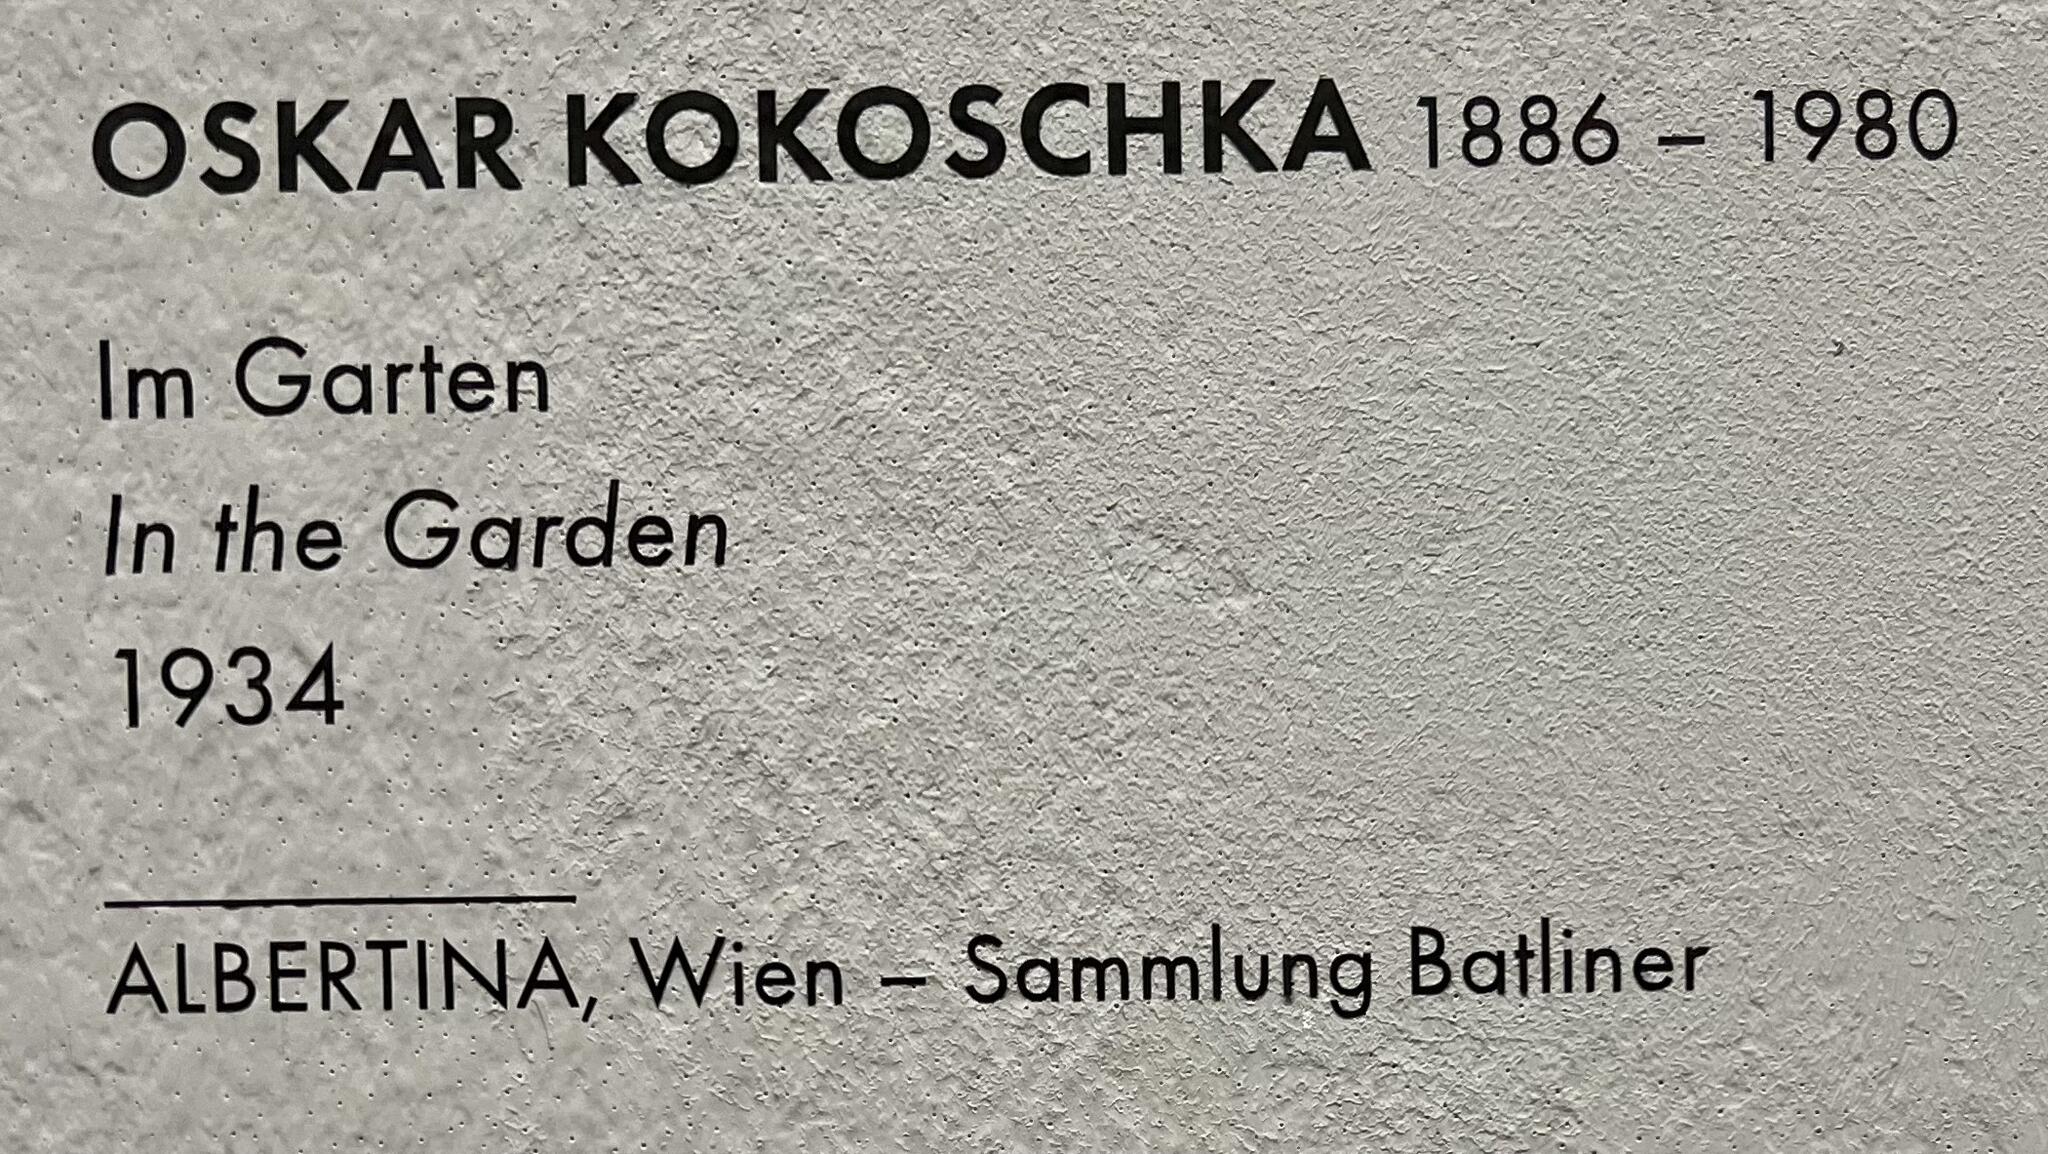 OSKAR KOKOSCHKA 1886 – 1980
Im Garten
In the Garden
1934
ALBERTINA, Wien – Sammlung Batliner